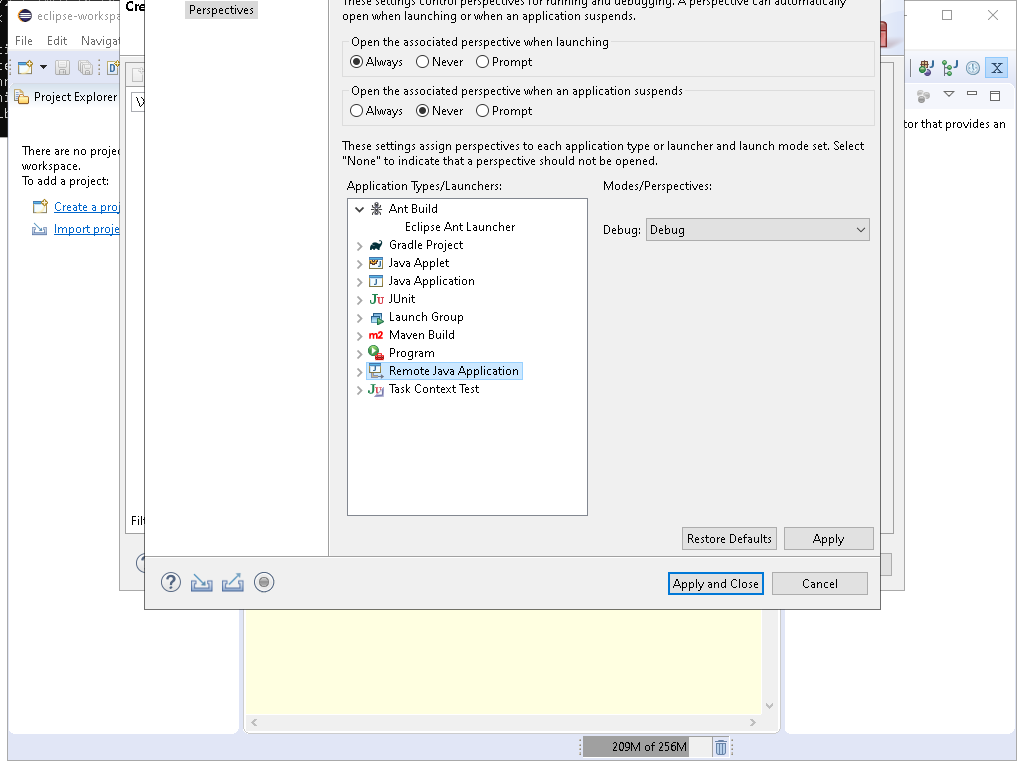 These settings control perspectives for running and debugging. A perspective can automatically
Perspectives
open when launching or when an application suspends.
eclipse-workspa
Cre
File Edit Navigat
Open the associated perspective when launching
Always Never Prompt
Open the associated perspective when an application suspends
Always Never Prompt
Project Explorer
tor that provides an
There are no proje
workspace.
To add a project:
Create a proj
Import proje
These settings assign perspectives to each application type or launcher and launch mode set. Select
"None" to indicate that a perspective should not be opened.
Application Types/Launchers:
Modes/Perspectives:
Ant Build
Eclipse Ant Launcher
Gradle Project
Java Applet
Java Application
JUnit
Launch Group
Maven Build
Program
Remote Java Application
Task Context Test
Debug: Debug
Filt
Restore Defaults Apply
Apply and Close Cancel
209M of 256M